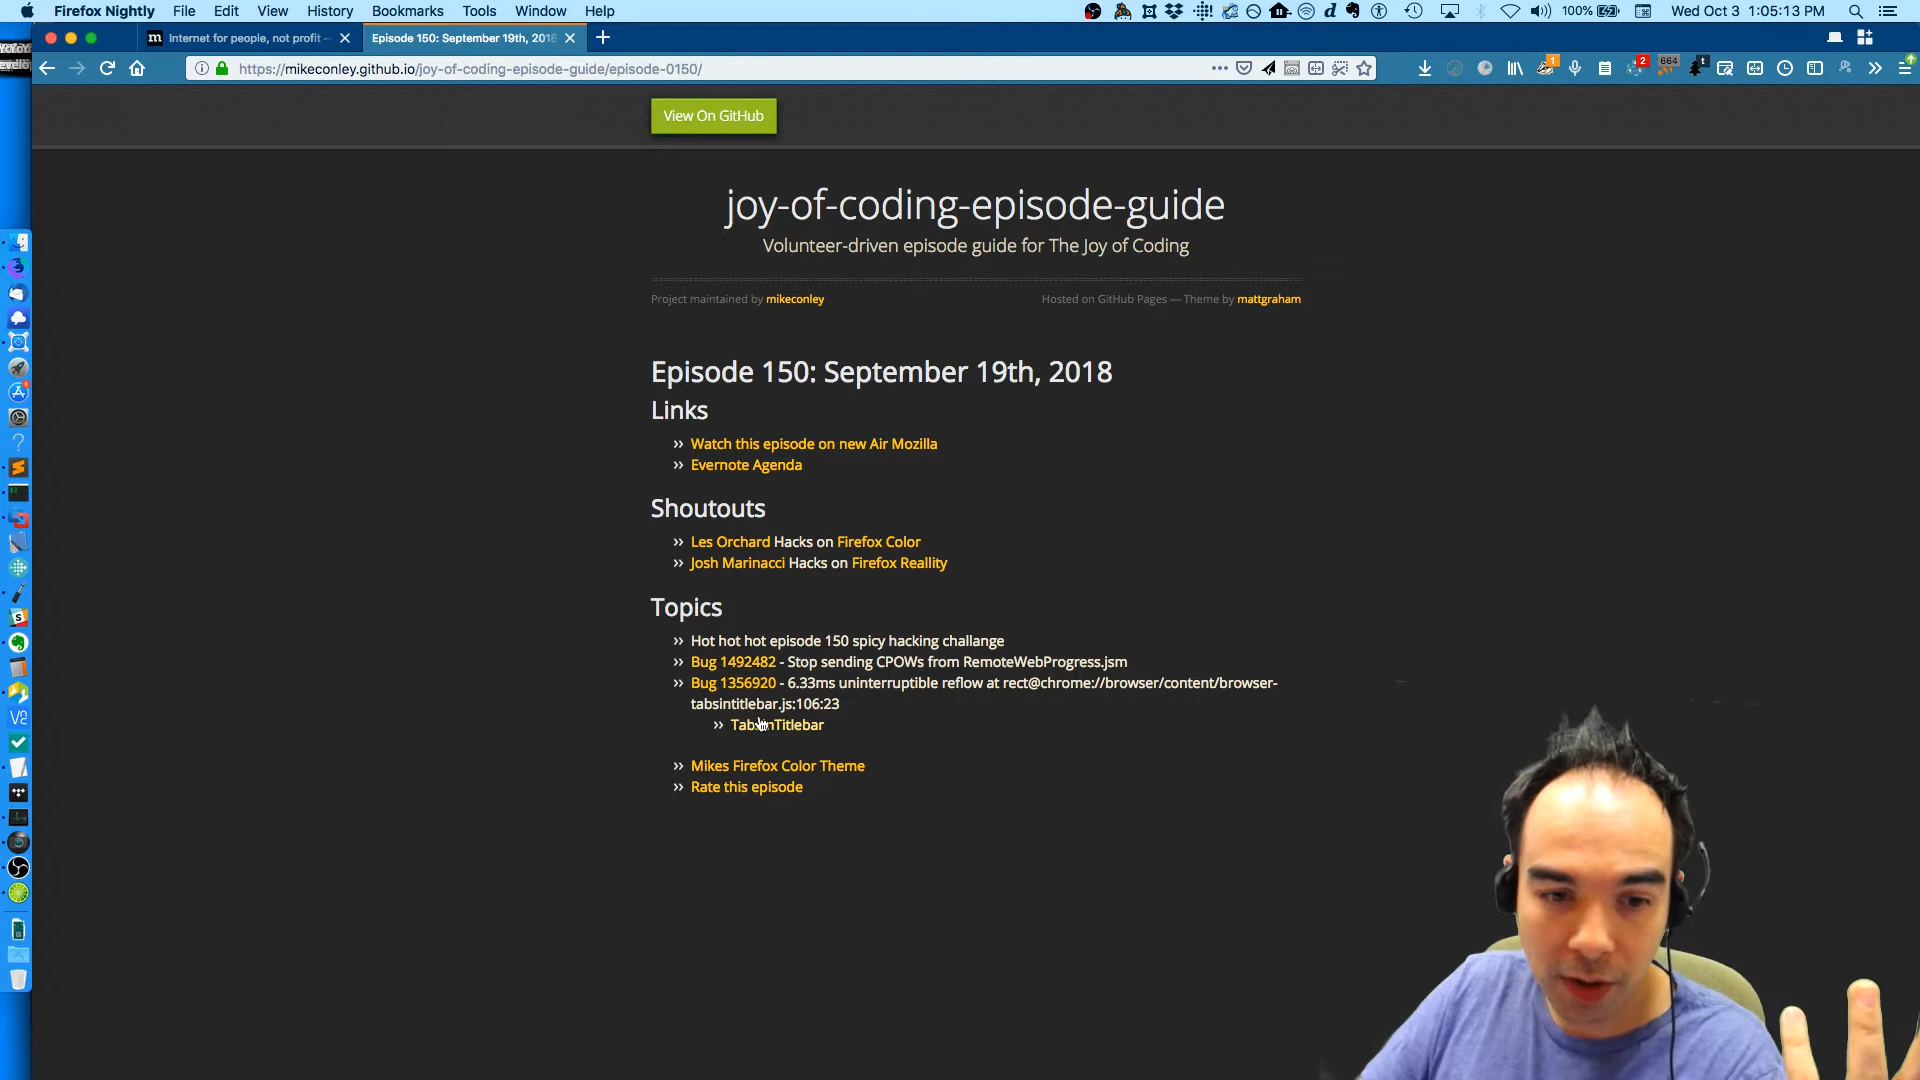 Firefox Nightly File Edit View History Bookmarks Tools Window Help 100% Wed Oct 3 1:05:13 PM
Internet for people, not profit — Episode 150: September 19th, 2018
https://mikeconley.github.io/joy-of-coding-episode-guide/episode-0150/ 1 2 664 t
View On GitHub
joy-of-coding-episode-guide
Volunteer-driven episode guide for The Joy of Coding
Project maintained by mikeconley Hosted on GitHub Pages — Theme by mattgraham
Episode 150: September 19th, 2018
Links
›› Watch this episode on new Air Mozilla
›› Evernote Agenda
Shoutouts
›› Les Orchard Hacks on Firefox Color
›› Josh Marinacci Hacks on Firefox Reallity
Topics
›› Hot hot hot episode 150 spicy hacking challange
›› Bug 1492482 - Stop sending CPOWs from RemoteWebProgress.jsm
›› Bug 1356920 - 6.33ms uninterruptible reflow at rect@chrome://browser/content/browser-
tabsintitlebar.js:106:23
›› TabsInTitlebar
›› Mikes Firefox Color Theme
›› Rate this episode